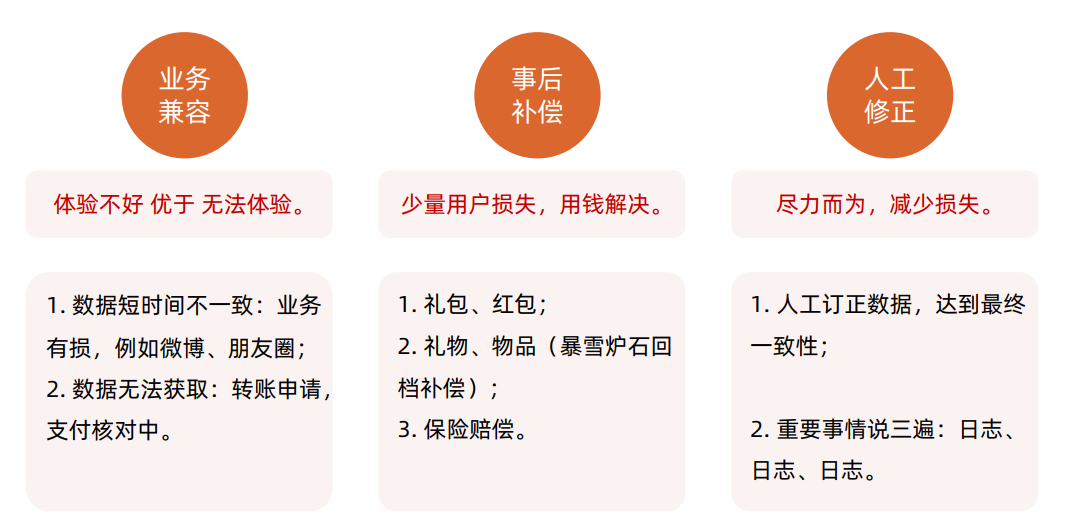 业务
兼容
体验不好 优于 无法体验。
1. 数据短时间不一致：业务
有损，例如微博、朋友圈；
2. 数据无法获取：转账申请，
支付核对中。
事后
补偿
少量用户损失，用钱解决。
1. 礼包、红包；
2. 礼物、物品（暴雪炉石回
档补偿）；
3. 保险赔偿。
人工
修正
尽力而为，减少损失。
1. 人工订正数据，达到最终
一致性；
2. 重要事情说三遍：日志、
日志、日志。